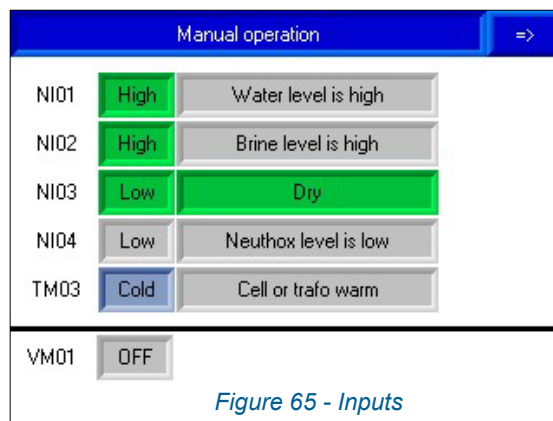 Manual operation =>
NI01 High Water level is high
NI02 High Brine level is high
NI03 Low Dry
NI04 Low Neuthox level is low
TM03 Cold Cell or trafo warm
VM01 OFF
Figure 65 - Inputs